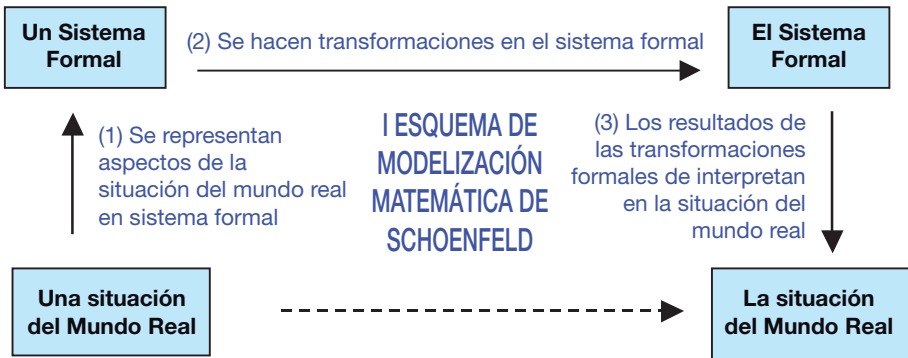 Un Sistema
Formal
(2) Se hacen transformaciones en el sistema formal
El Sistema
Formal
(1) Se representan
aspectos de la
situación del mundo real
en sistema formal
I ESQUEMA DE
MODELIZACIÓN
MATEMÁTICA DE
SCHOENFELD
(3) Los resultados de
las transformaciones
formales de interpretan
en la situación del
mundo real
Una situación
del Mundo Real
La situación
del Mundo Real